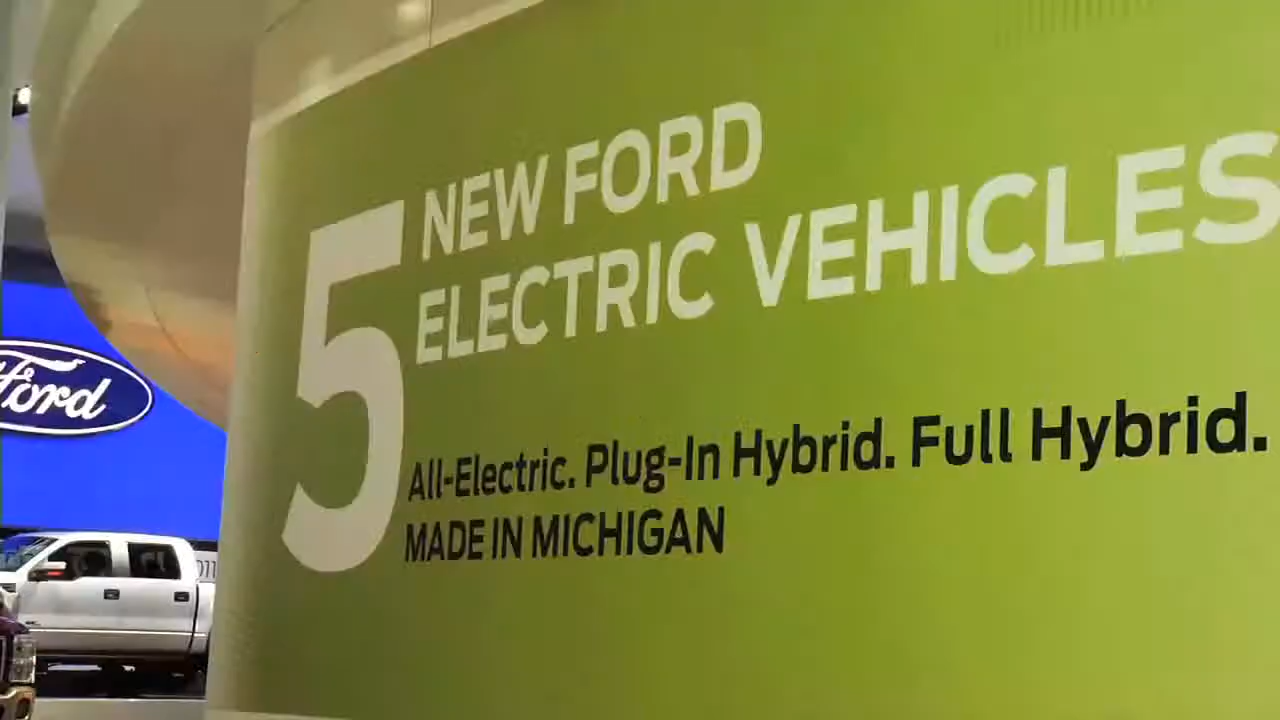 5
NEW FORD
ELECTRIC VEHICLES
All-Electric. Plug-In Hybrid. Full Hybrid.
MADE IN MICHIGAN
Ford